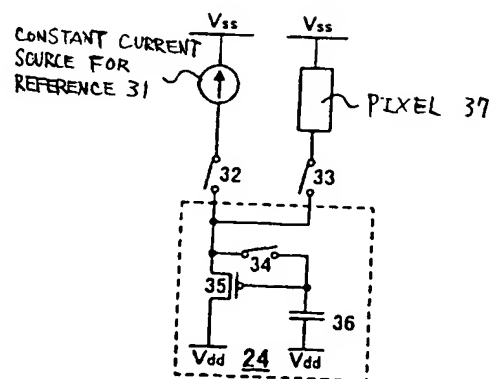 Vss
Vss
CONSTANT CURRENT
SOURCE FOR
REFERENCE 31
PIXEL 37
32
33
34
35
36
Vdd
24
Vdd